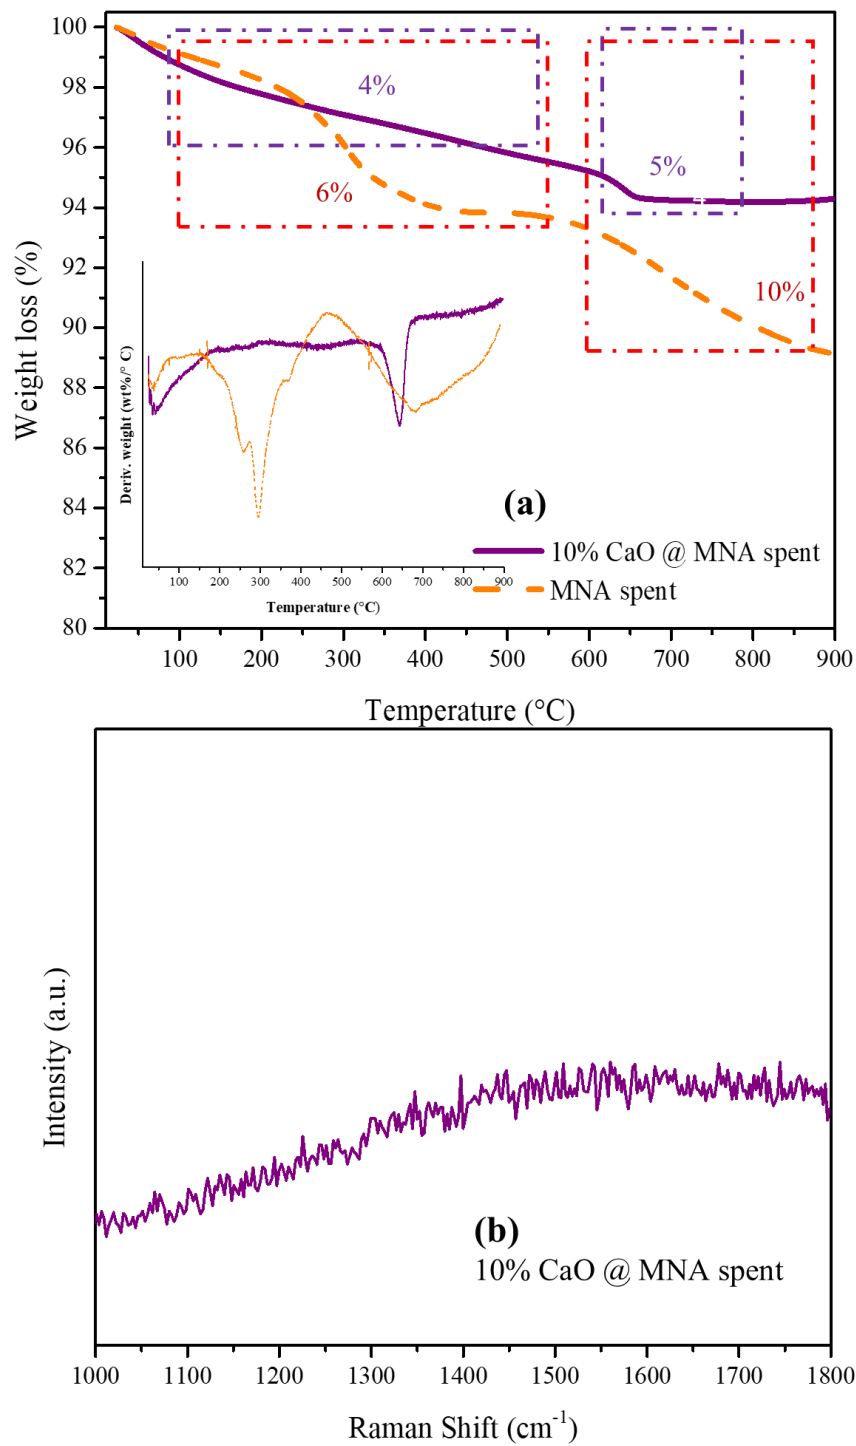 100
98
96
94
92
90
88
86
84
82
80
Weight loss (%)
4%
5%
4
6%
10%
Deriv. weight (wt%/° C)
100 200 300 400 500 600 700 800 900
Temperature (°C)
(a)
10% CaO @ MNA spent
MNA spent
100 200 300 400 500 600 700 800 900
Temperature (°C)
Intensity (a.u.)
(b)
10% CaO @ MNA spent
1000 1100 1200 1300 1400 1500 1600 1700 1800
Raman Shift (cm⁻¹)